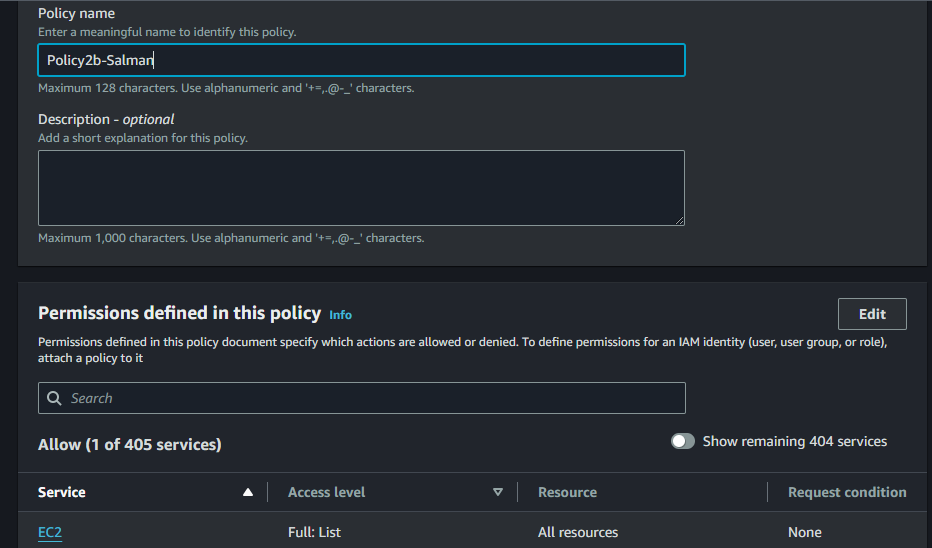 Policy name
Enter a meaningful name to identify this policy.
Policy2b-Salman
Maximum 128 characters. Use alphanumeric and '+=,.@-_' characters.
Description - optional
Add a short explanation for this policy.
Maximum 1,000 characters. Use alphanumeric and '+=,.@-_' characters.
Permissions defined in this policy Info
Edit
Permissions defined in this policy document specify which actions are allowed or denied. To define permissions for an IAM identity (user, user group, or role),
attach a policy to it
Search
Allow (1 of 405 services)
Show remaining 404 services
Service Access level Resource Request condition
EC2 Full: List All resources None